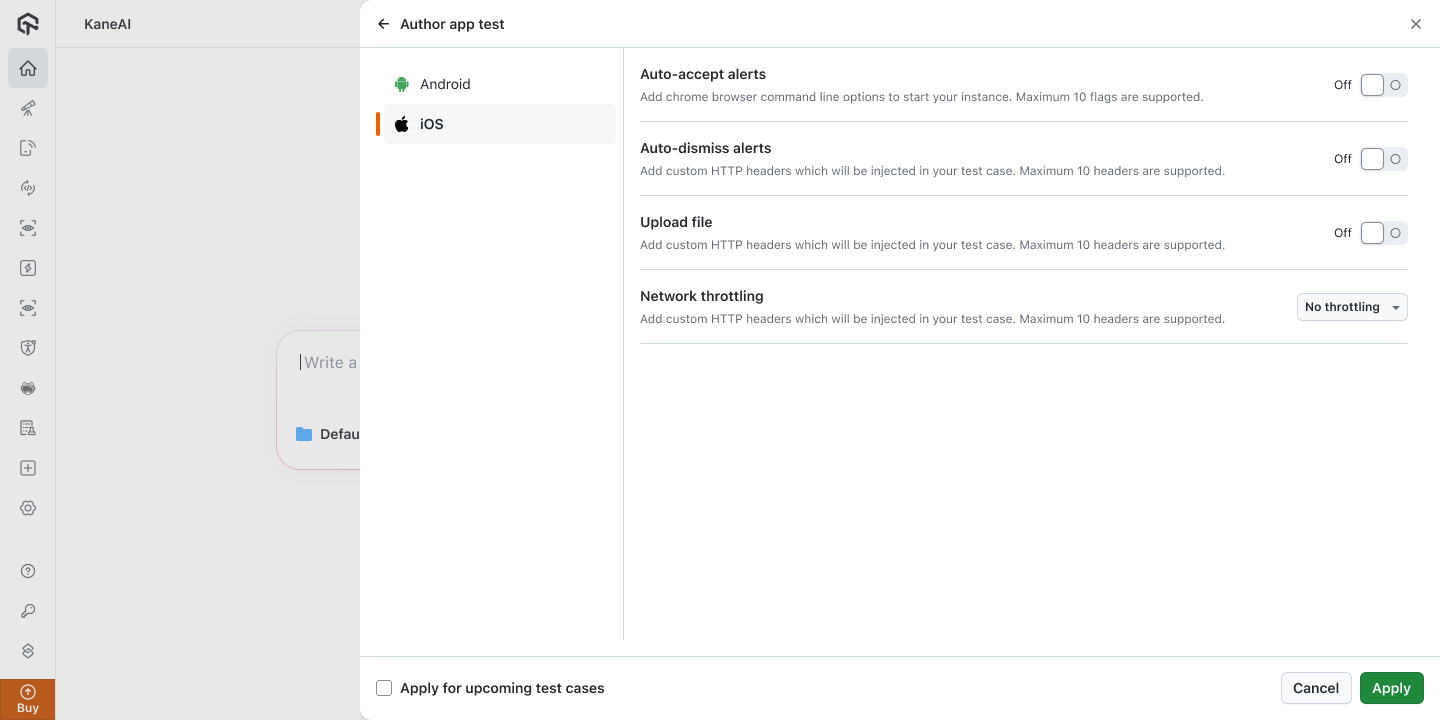 KaneAI
Author app test
Android
iOS
Auto-accept alerts
Add chrome browser command line options to start your instance. Maximum 10 flags are supported.
Off
Auto-dismiss alerts
Add custom HTTP headers which will be injected in your test case. Maximum 10 headers are supported.
Off
Upload file
Add custom HTTP headers which will be injected in your test case. Maximum 10 headers are supported.
Off
Network throttling
Add custom HTTP headers which will be injected in your test case. Maximum 10 headers are supported.
No throttling
Write a
Defau
Buy
Apply for upcoming test cases
Cancel
Apply